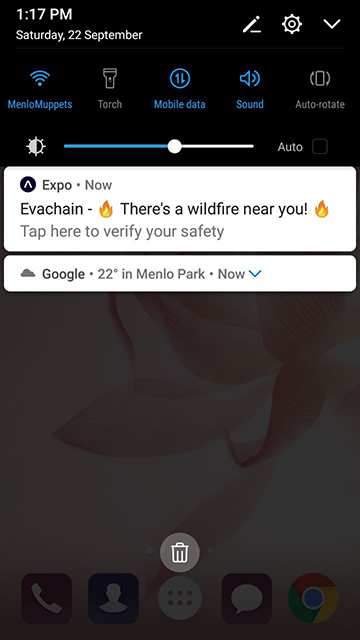 1:17 PM
Saturday, 22 September
MenloMuppets Torch Mobile data Sound Auto-rotate
Auto
Expo • Now
Evachain - 🔥 There's a wildfire near you! 🔥
Tap here to verify your safety
Google • 22° in Menlo Park • Now